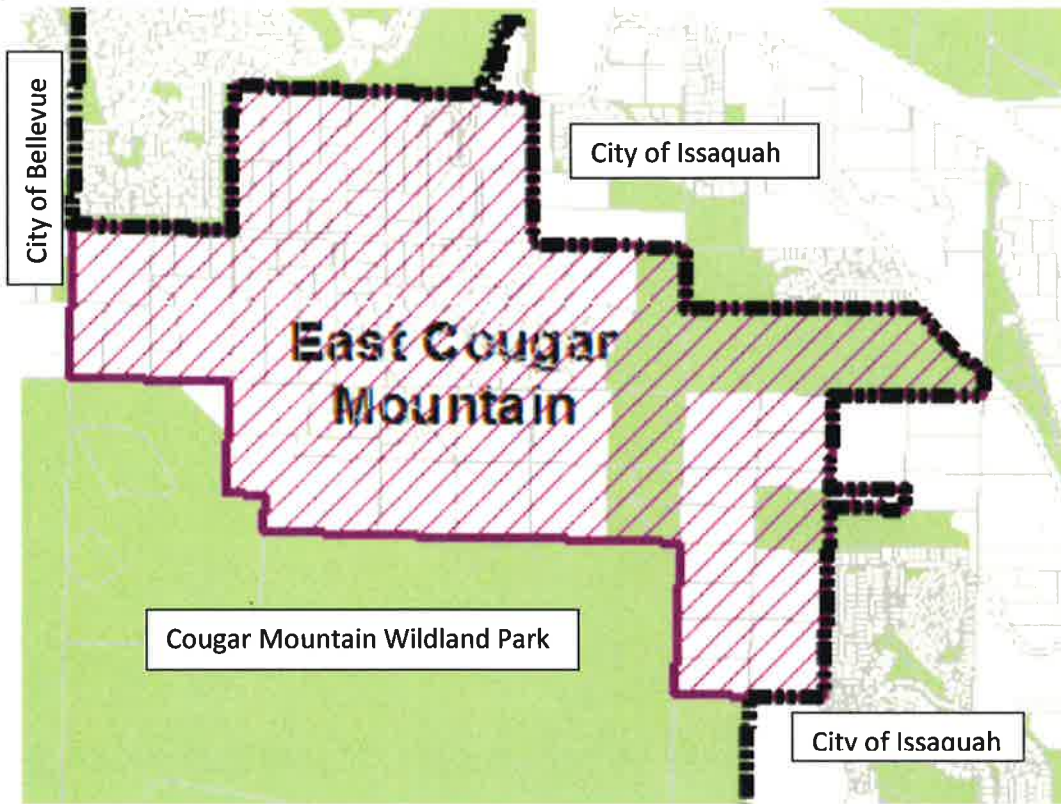 City of Bellevue
City of Issaquah
East Cougar
Mountain
Cougar Mountain Wildland Park
City of Issaquah